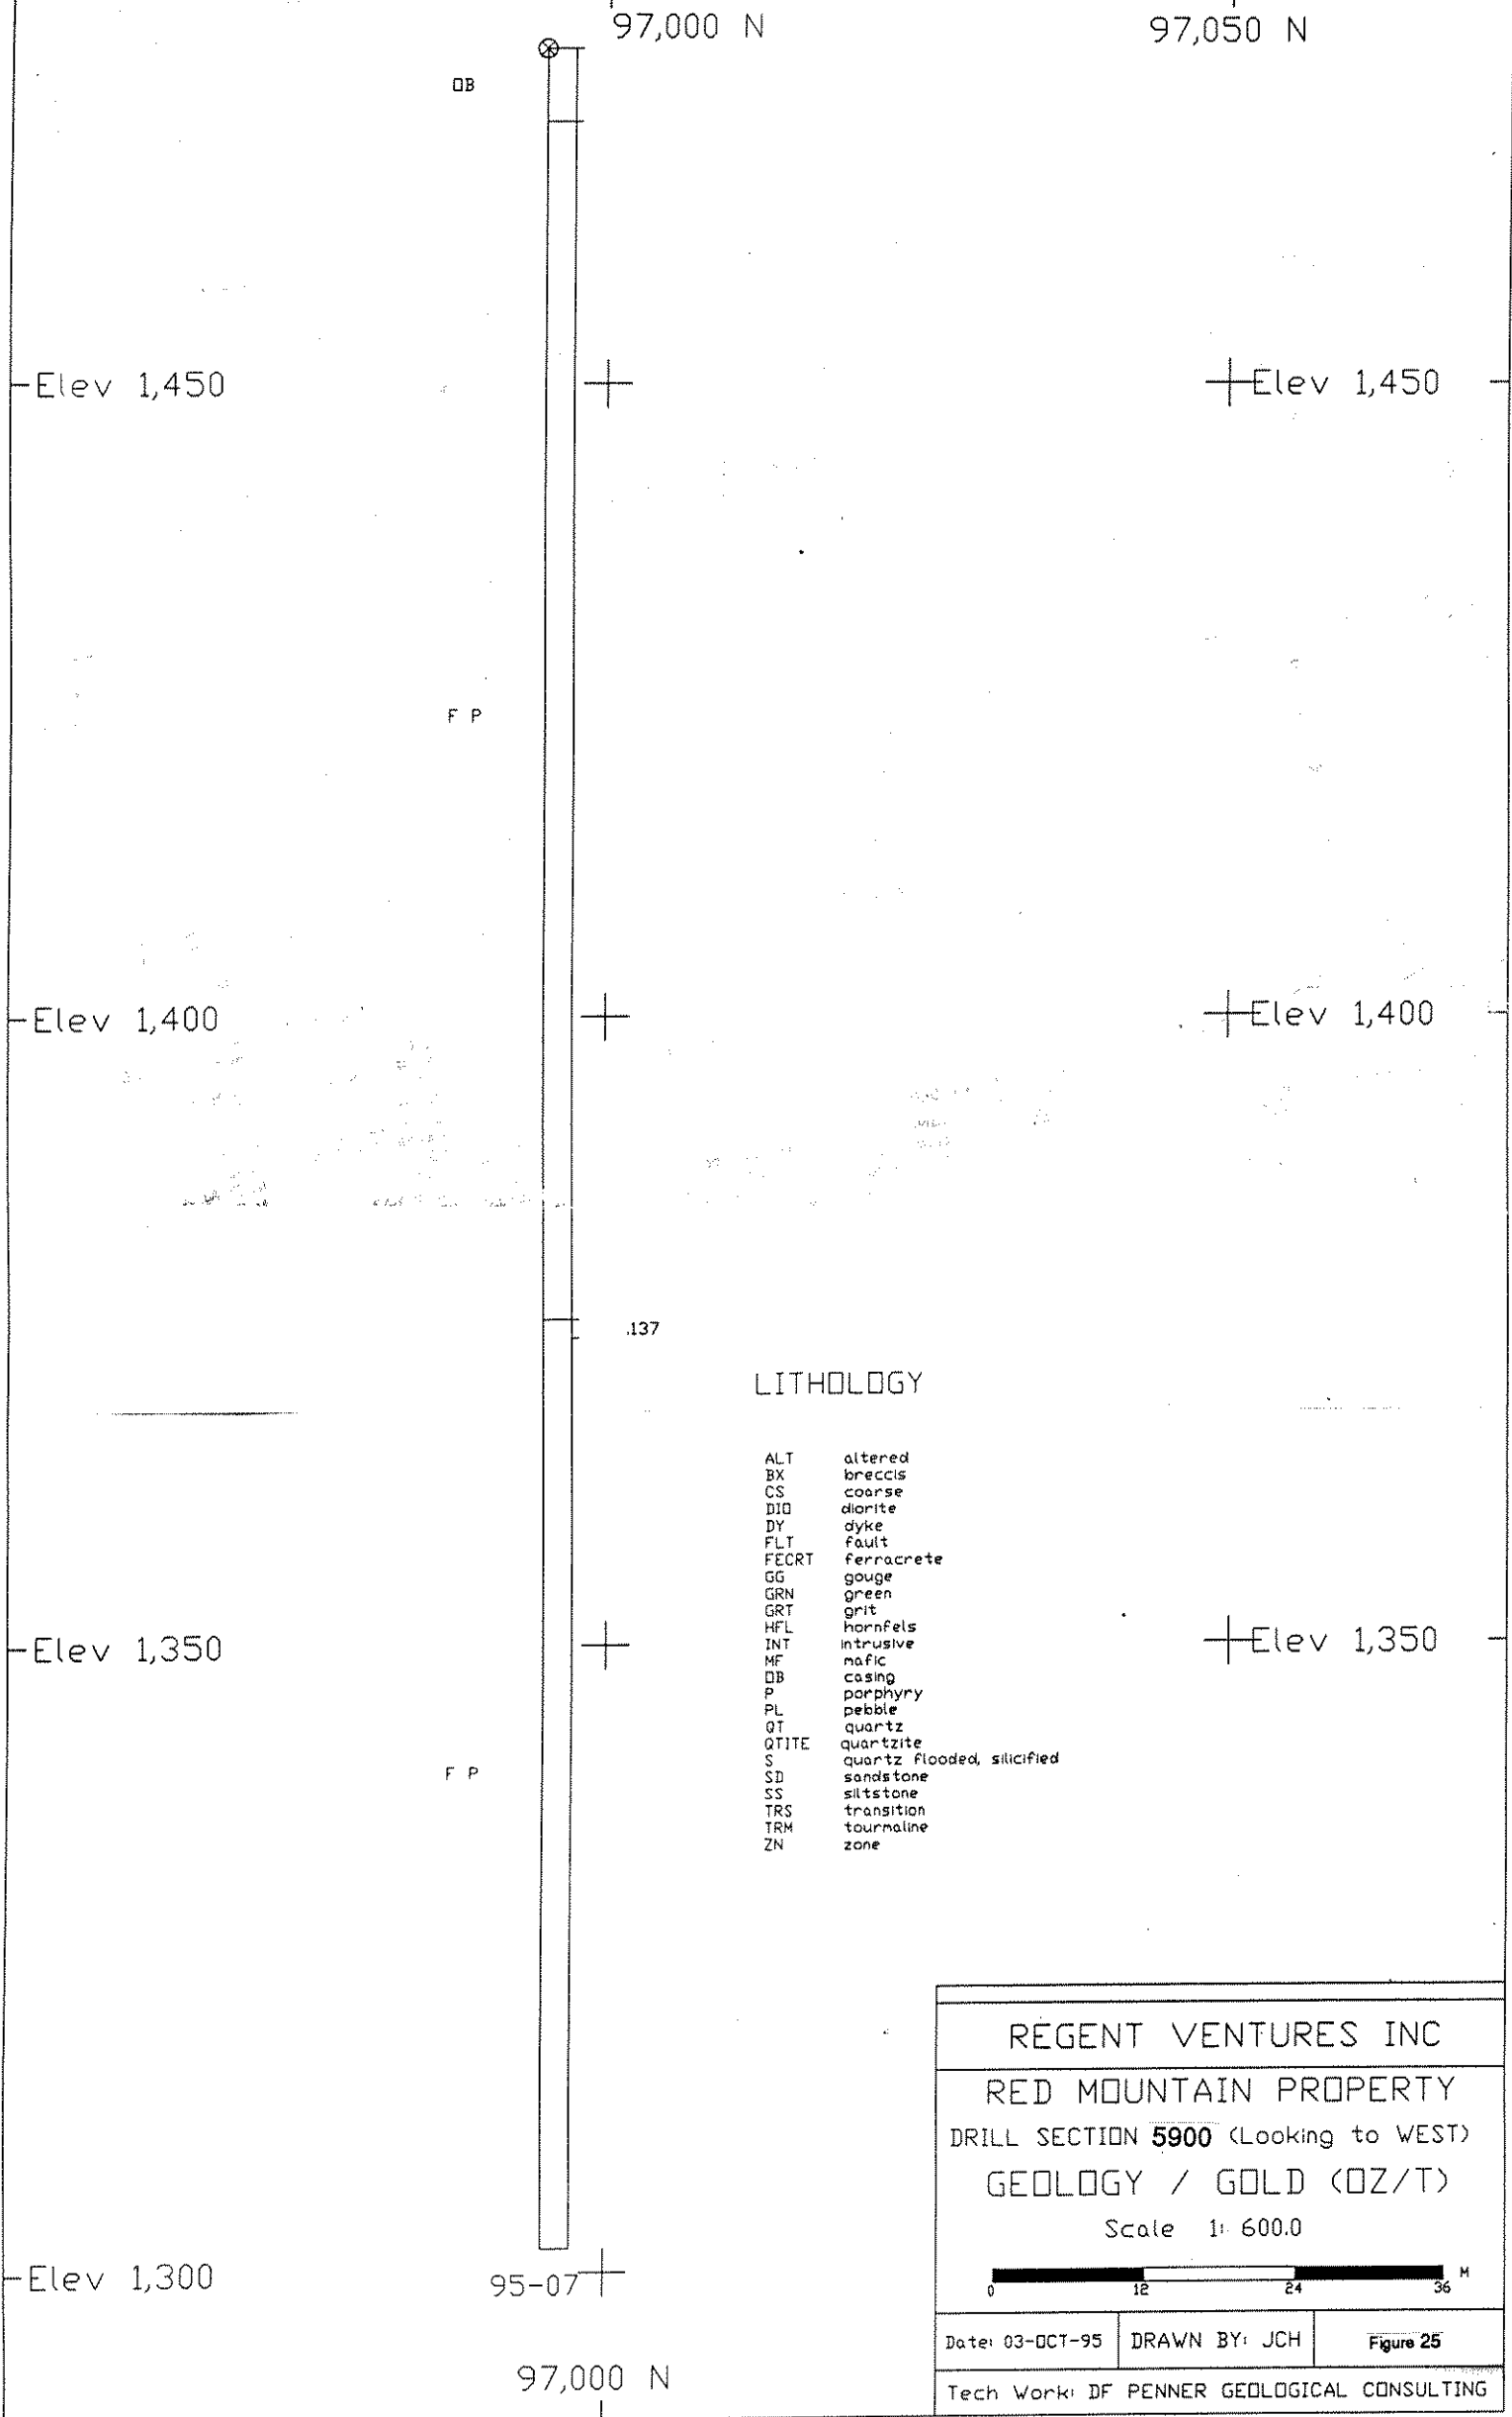 97,000 N 97,050 N
OB
Elev 1,450 Elev 1,450
F P
Elev 1,400 Elev 1,400
.137
LITHOLOGY
ALT altered
BX breccis
CS coarse
DIO diorite
DY dyke
FLT fault
FECRT ferracrete
GG gouge
GRN green
GRT grit
HFL hornfels
INT intrusive
MF mafic
OB casing
P porphyry
PL pebble
QT quartz
QTITE quartzite
S quartz flooded, silicified
SD sandstone
SS siltstone
TRS transition
TRM tourmaline
ZN zone
Elev 1,350 Elev 1,350
F P
Elev 1,300
95-07
97,000 N
REGENT VENTURES INC
RED MOUNTAIN PROPERTY
DRILL SECTION 5900 (Looking to WEST)
GEOLOGY / GOLD (OZ/T)
Scale 1: 600.0
0 12 24 36 M
Date: 03-OCT-95 DRAWN BY: JCH Figure 25
Tech Work: DF PENNER GEOLOGICAL CONSULTING